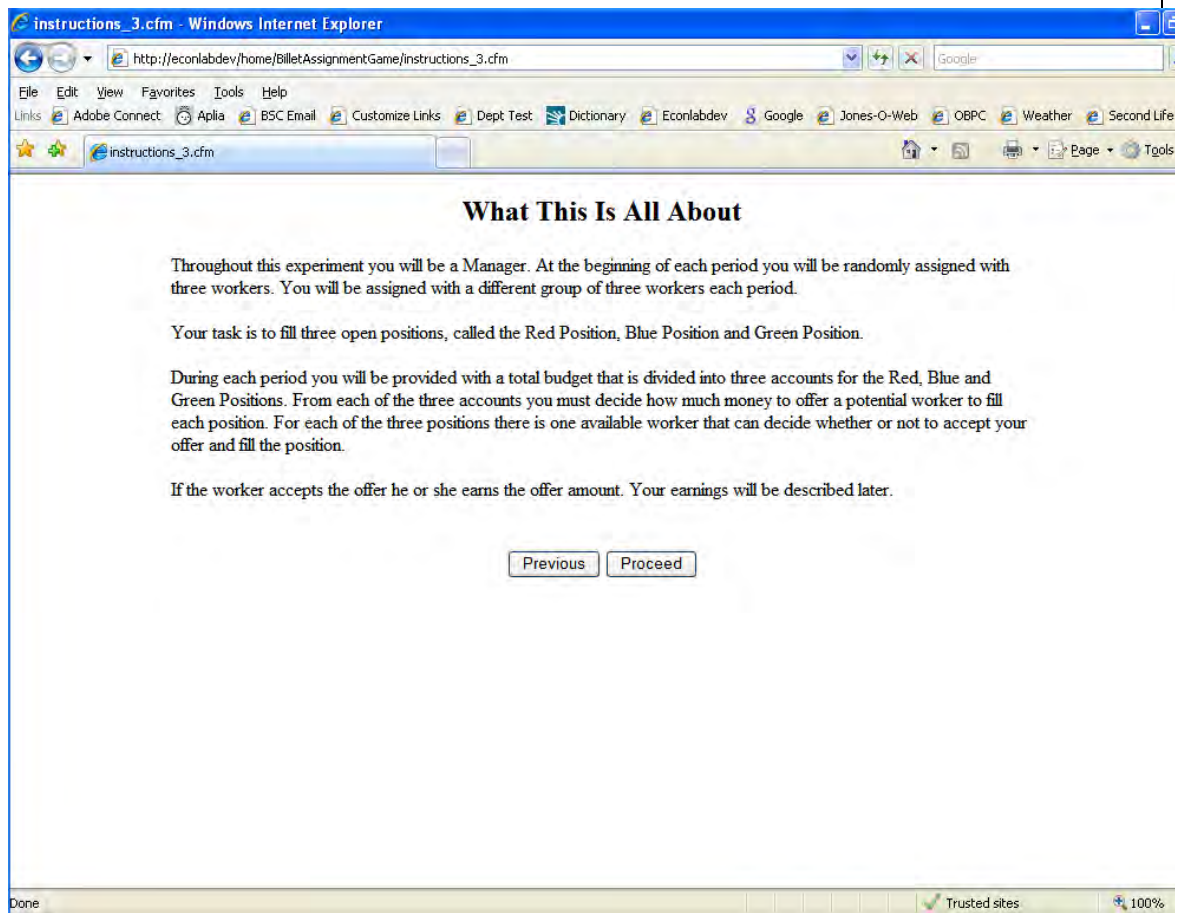 instructions_3.cfm - Windows Internet Explorer
http://econlabdev/home/BilletAssignmentGame/instructions_3.cfm
Google
File Edit View Favorites Tools Help
Links Adobe Connect Aplia BSC Email Customize Links Dept Test Dictionary Econlabdev Google Jones-O-Web OBPC Weather Second Life
instructions_3.cfm
Page Tools
What This Is All About
Throughout this experiment you will be a Manager. At the beginning of each period you will be randomly assigned with
three workers. You will be assigned with a different group of three workers each period.
Your task is to fill three open positions, called the Red Position, Blue Position and Green Position.
During each period you will be provided with a total budget that is divided into three accounts for the Red, Blue and
Green Positions. From each of the three accounts you must decide how much money to offer a potential worker to fill
each position. For each of the three positions there is one available worker that can decide whether or not to accept your
offer and fill the position.
If the worker accepts the offer he or she earns the offer amount. Your earnings will be described later.
Previous Proceed
Done
Trusted sites
100%